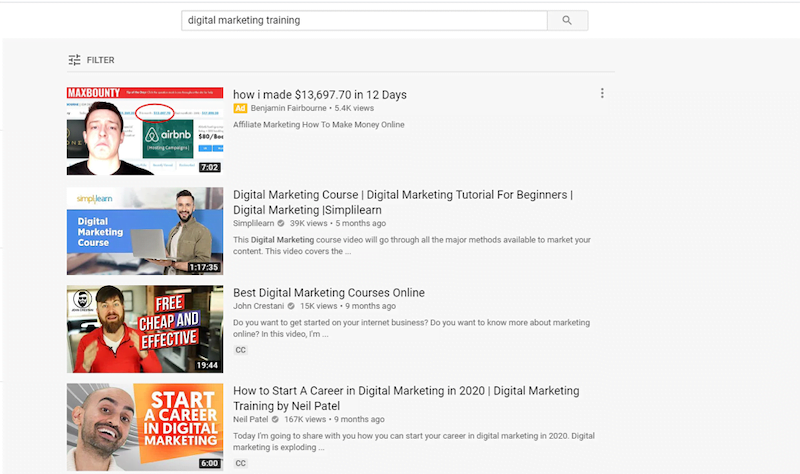 digital marketing training
FILTER
MAXBOUNTY
airbnb
(Hosting Campaigns)
$80/Boo
7:02
how i made $13,697.70 in 12 Days
Ad Benjamin Fairbourne • 5.4K views
Affiliate Marketing How To Make Money Online
simplilearn
Digital
Marketing
Course
1:17:35
Digital Marketing Course | Digital Marketing Tutorial For Beginners |
Digital Marketing |Simplilearn
Simplilearn 39K views • 5 months ago
This Digital Marketing course video will go through all the major methods available to market your
content. This video covers the ...
JOHN CRESTANI
FREE
CHEAP AND
EFFECTIVE
19:44
Best Digital Marketing Courses Online
John Crestani 15K views • 9 months ago
Do you want to get started on your internet business? Do you want to know more about marketing
online? In this video, I'm ...
CC
START
A CAREER
IN DIGITAL
MARKETING
6:00
How to Start A Career in Digital Marketing in 2020 | Digital Marketing
Training by Neil Patel
Neil Patel 167K views • 9 months ago
Today I'm going to share with you how you can start your career in digital marketing in 2020. Digital
marketing is exploding ...
CC